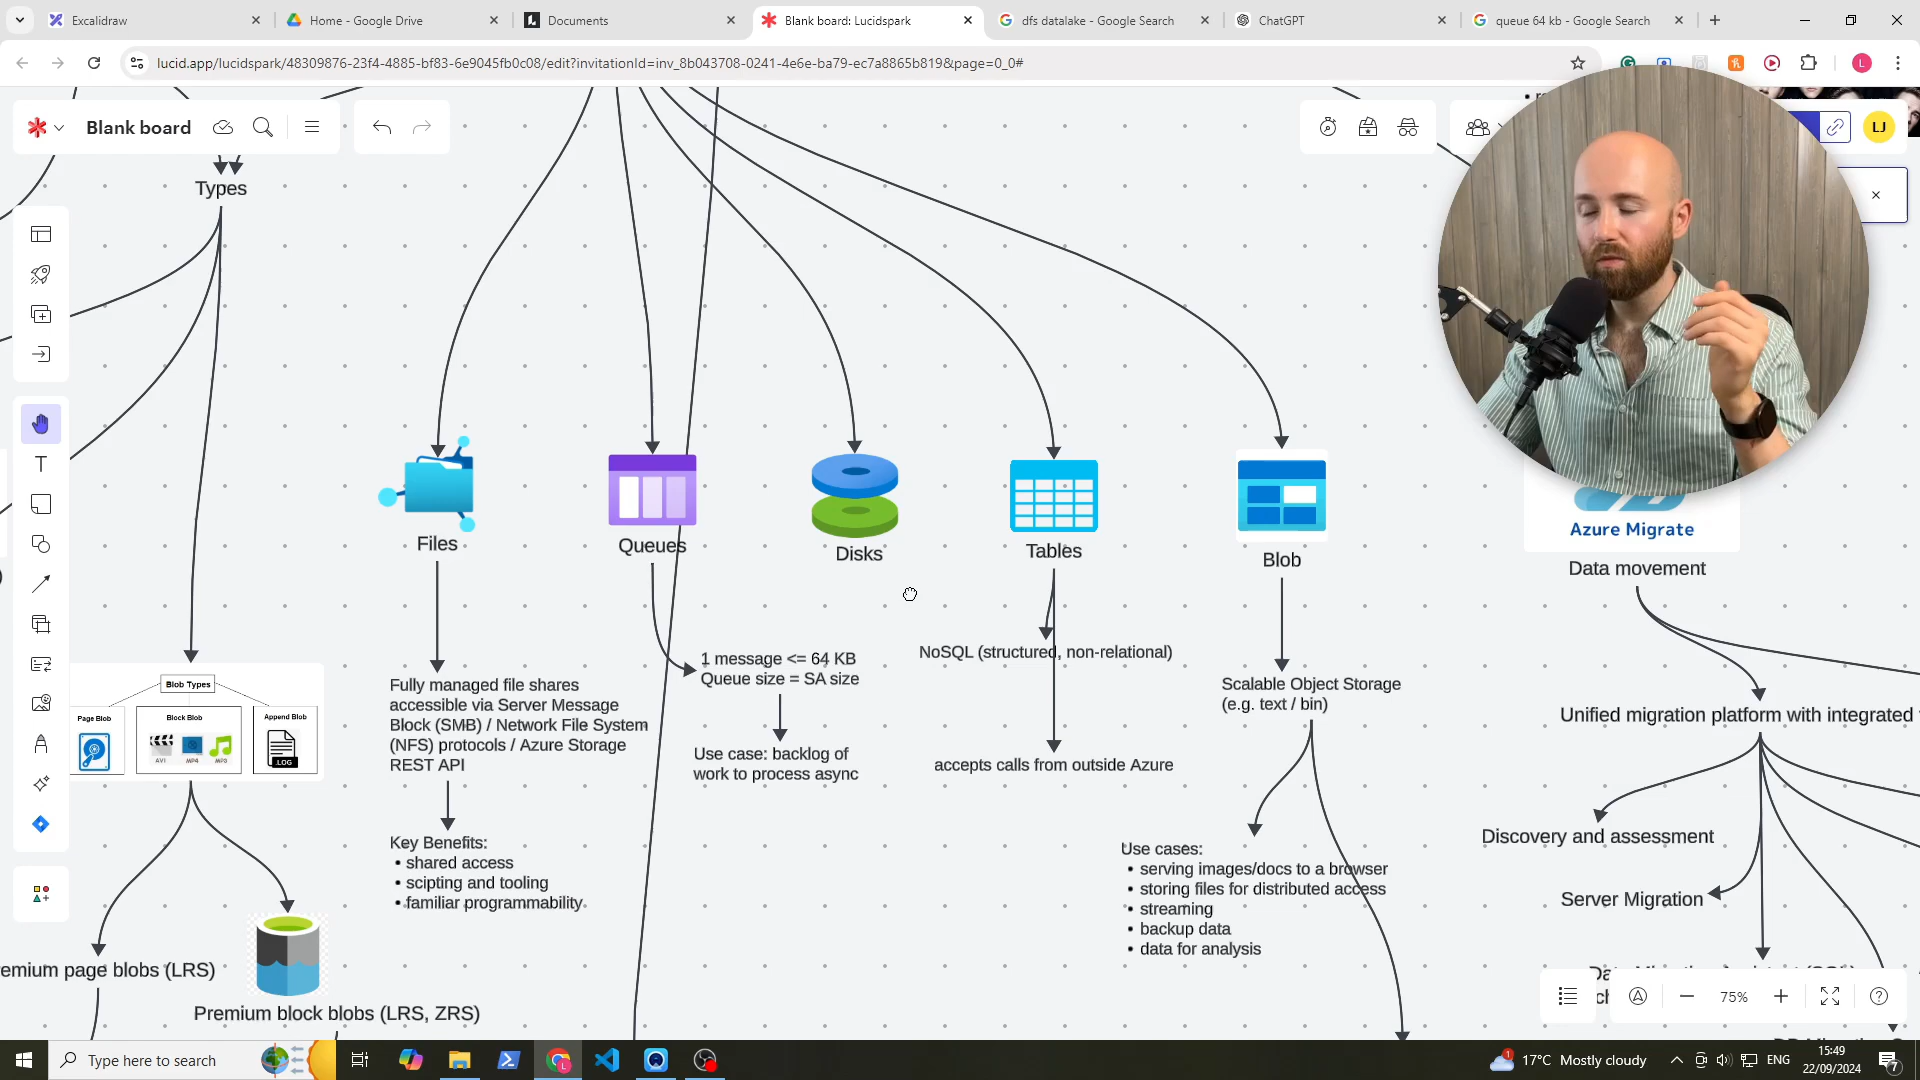 Excalidraw
Home - Google Drive
Documents
Blank board: Lucidspark
dfs datalake - Google Search
ChatGPT
queue 64 kb - Google Search
lucid.app/lucidspark/48309876-23f4-4885-bf83-6e9045fb0c08/edit?invitationId=inv_8b043708-0241-4e6e-ba79-ec7a8865b819&page=0_0#
Blank board
LJ
Types
Files
Queues
Disks
Tables
Blob
Azure Migrate
Data movement
Fully managed file shares
accessible via Server Message
Block (SMB) / Network File System
(NFS) protocols / Azure Storage
REST API
Key Benefits:
• shared access
• scipting and tooling
• familiar programmability
1 message <= 64 KB
Queue size = SA size
Use case: backlog of
work to process async
NoSQL (structured, non-relational)
accepts calls from outside Azure
Scalable Object Storage
(e.g. text / bin)
Use cases:
• serving images/docs to a browser
• storing files for distributed access
• streaming
• backup data
• data for analysis
Unified migration platform with integrated
Discovery and assessment
Server Migration
Blob Types
Page Blob
Block Blob
Append Blob
AVI
MP4
MP3
.LOG
emium page blobs (LRS)
Premium block blobs (LRS, ZRS)
75%
Type here to search
17°C Mostly cloudy
ENG
15:49
22/09/2024